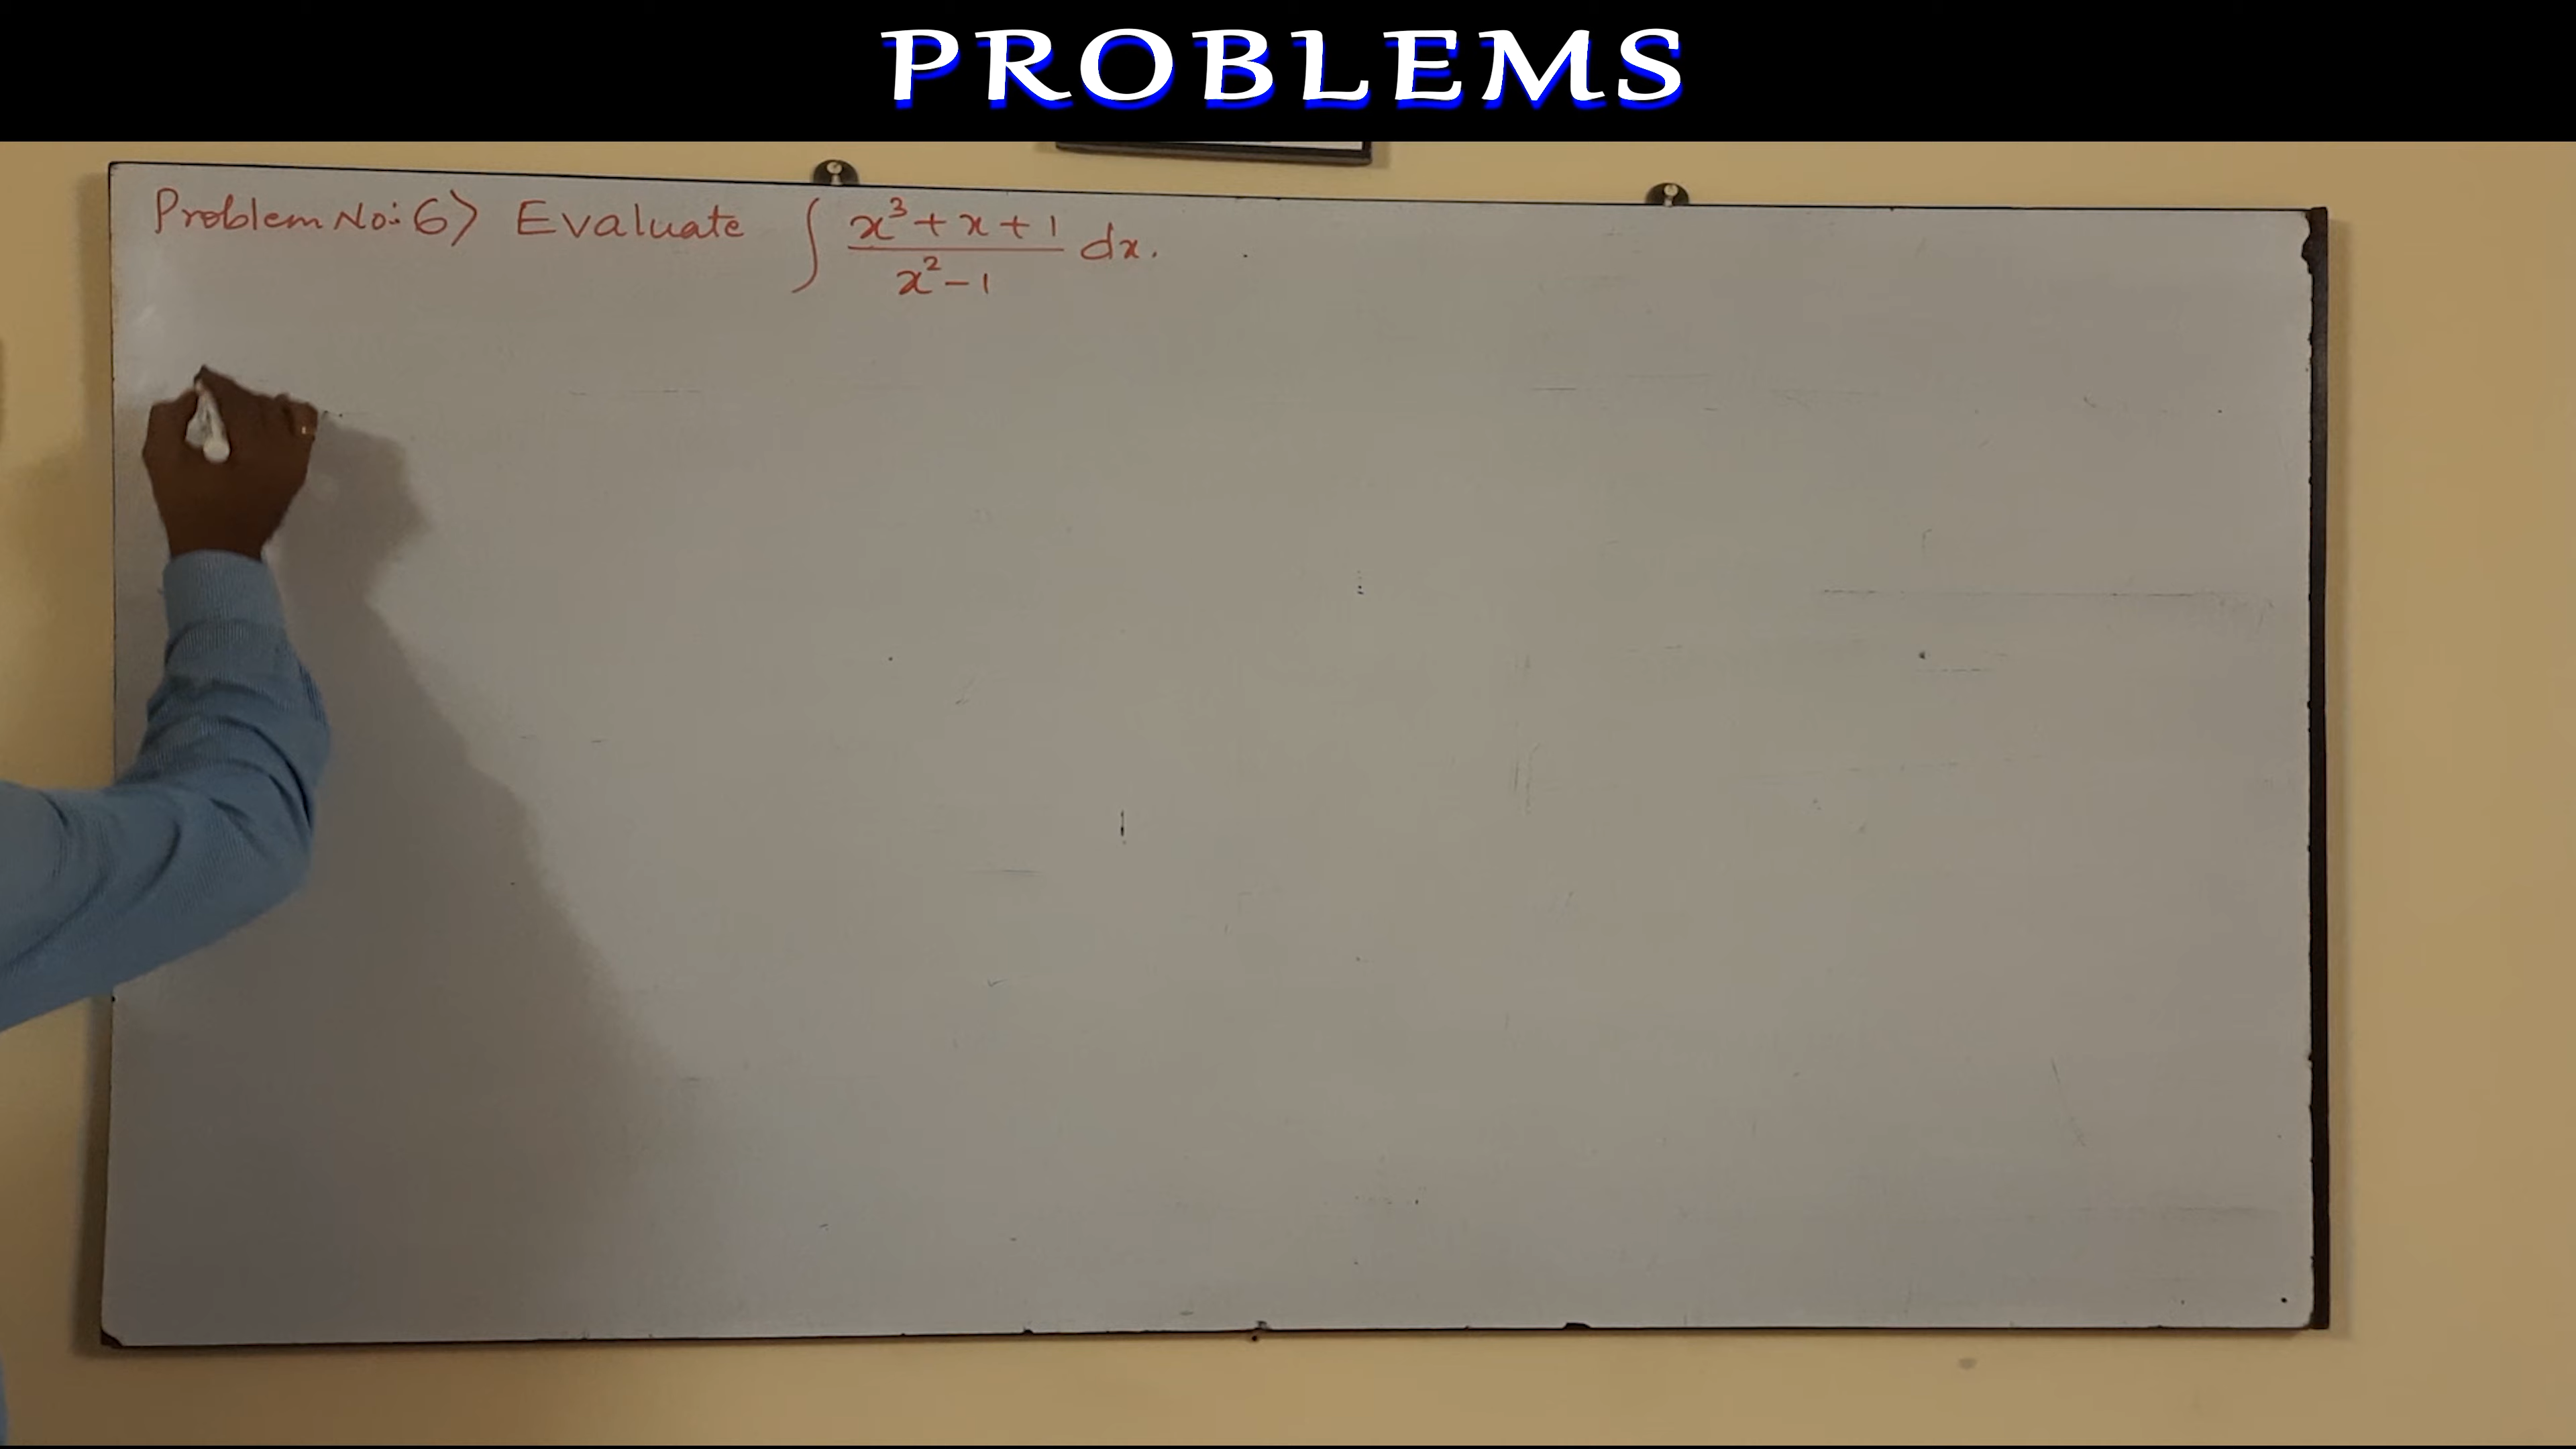 PROBLEMS
Problem No: 6) Evaluate ∫ (x³ + x + 1)/(x² - 1) dx.